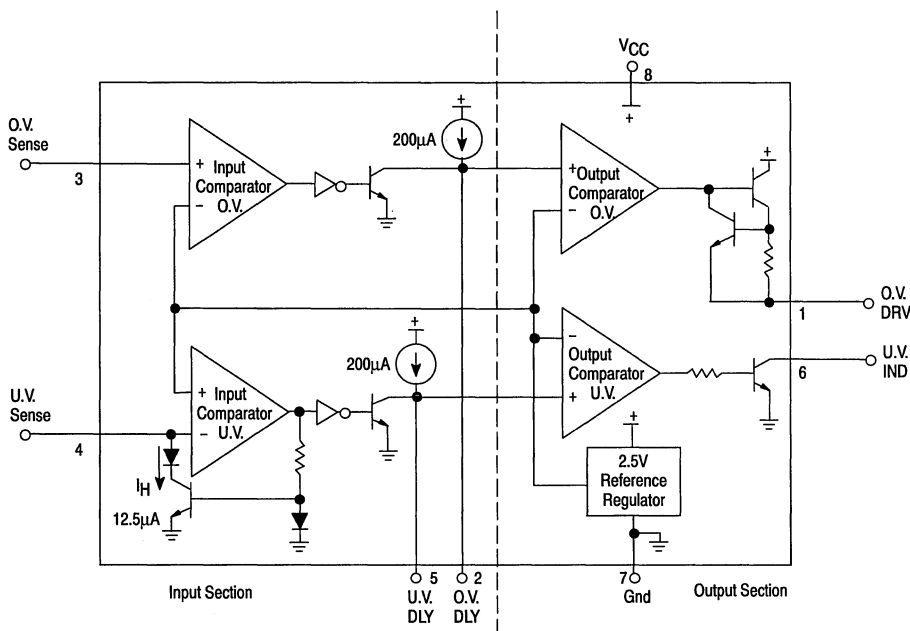 VCC
8
+
O.V.
Sense
3
+
Input
Comparator
O.V.
−
200µA
+
+
Output
Comparator
O.V.
−
+
1
O.V.
DRV
U.V.
Sense
4
+
Input
Comparator
U.V.
−
IH
12.5µA
200µA
+
−
Output
Comparator
U.V.
+
6
U.V.
IND
+
2.5V
Reference
Regulator
Input Section
5
U.V.
DLY
2
O.V.
DLY
7
Gnd
Output Section